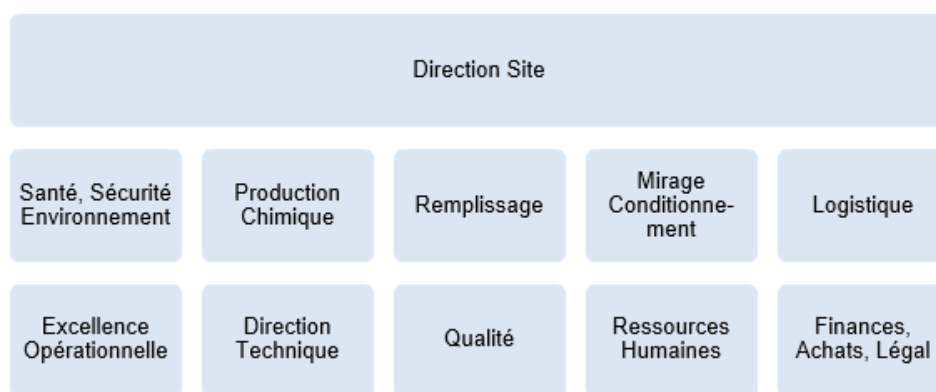 Direction Site
Santé, Sécurité
Environnement
Production
Chimique
Remplissage
Mirage
Conditionne-
ment
Logistique
Excellence
Opérationnelle
Direction
Technique
Qualité
Ressources
Humaines
Finances,
Achats, Légal